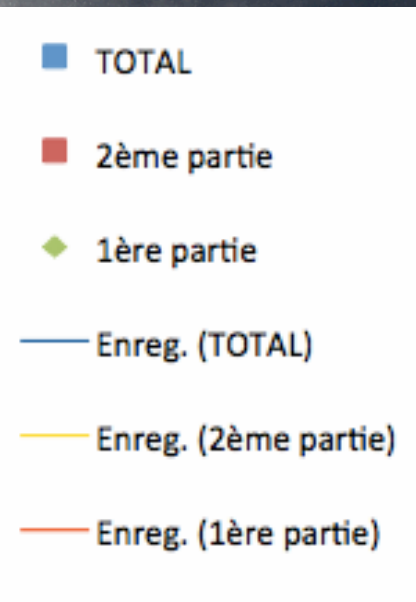 TOTAL
2ème partie
1ère partie
Enreg. (TOTAL)
Enreg. (2ème partie)
Enreg. (1ère partie)